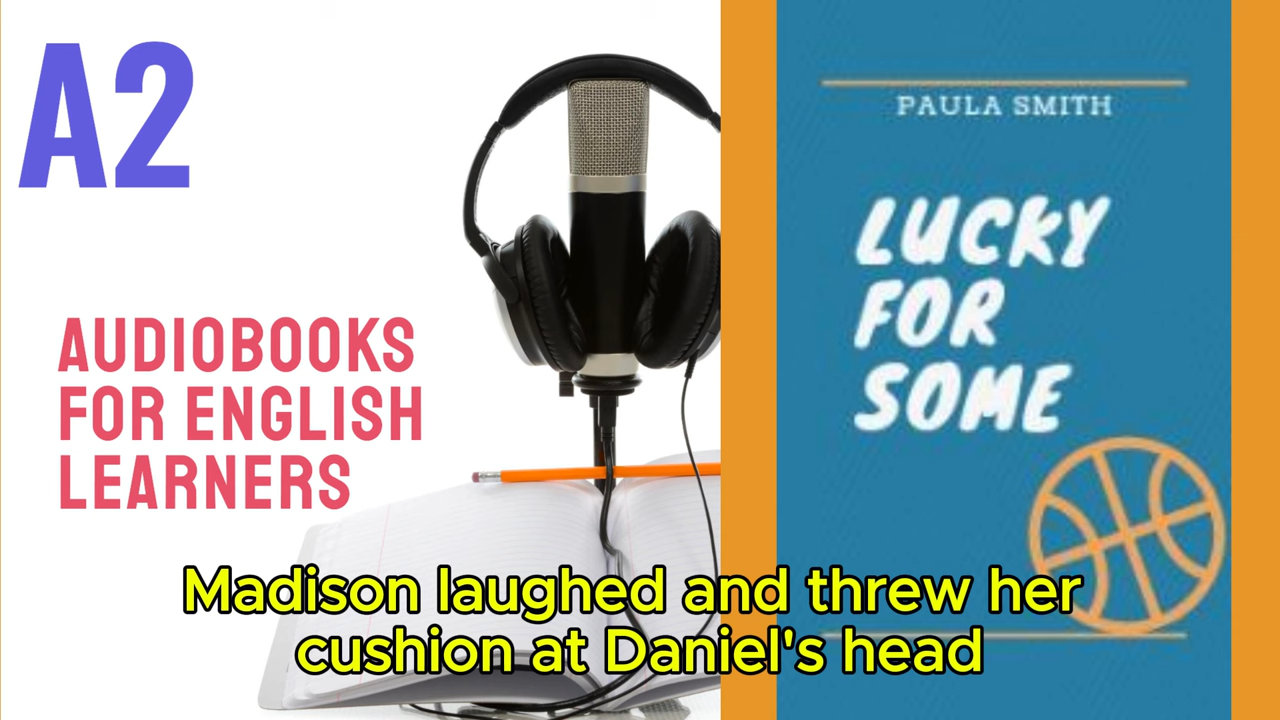 A2
AUDIOBOOKS
FOR ENGLISH
LEARNERS
PAULA SMITH
LUCKY
FOR
SOME
Madison laughed and threw her
cushion at Daniel's head